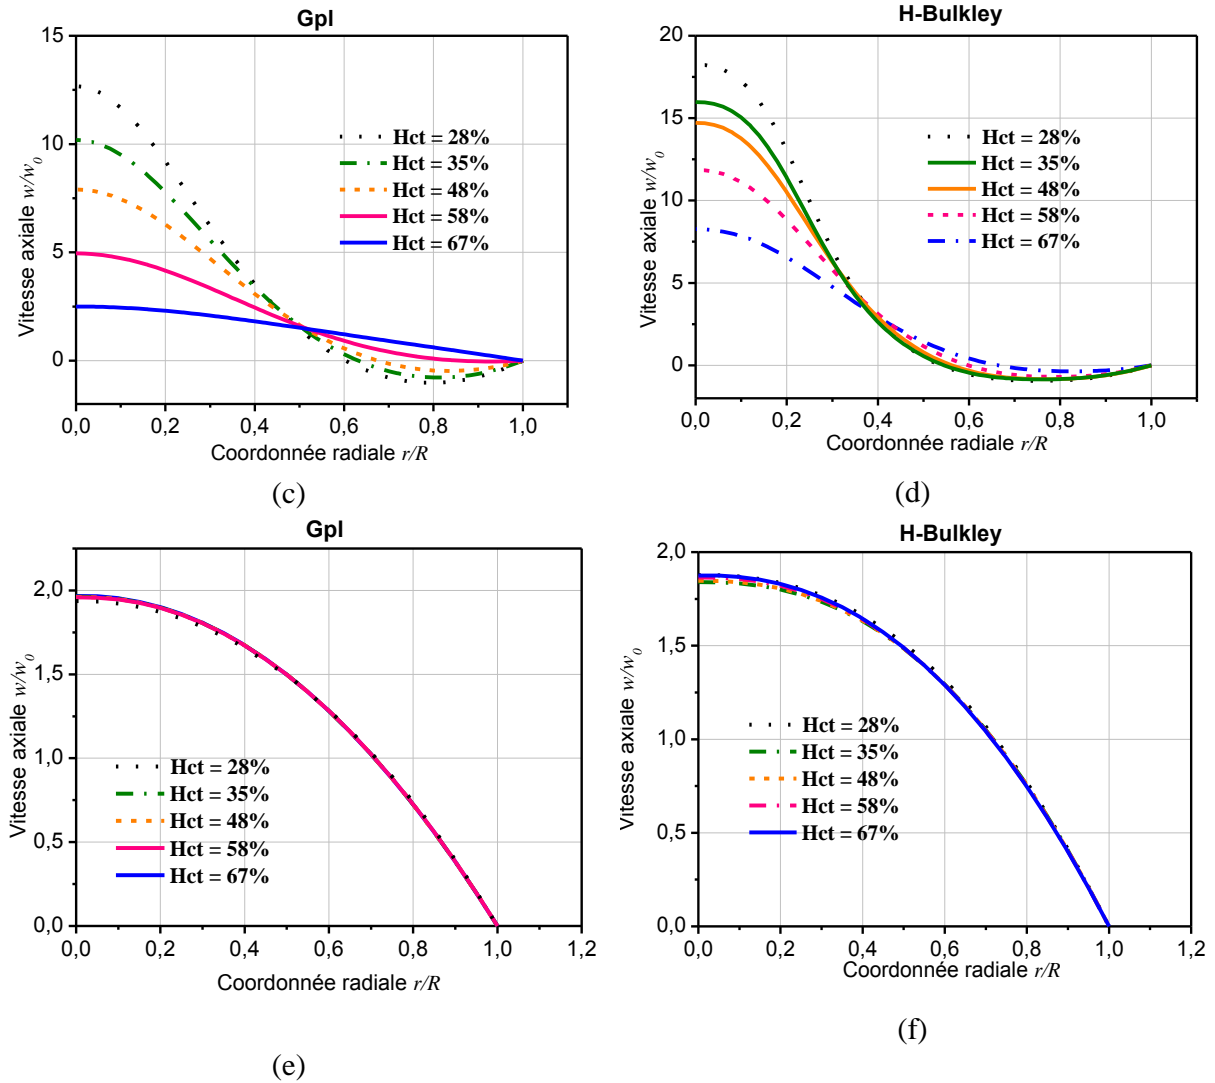 Gpl
15
10
5
0
Vitesse axiale w/w₀
Hct = 28%
Hct = 35%
Hct = 48%
Hct = 58%
Hct = 67%
0,0 0,2 0,4 0,6 0,8 1,0
Coordonnée radiale r/R
(c)
H-Bulkley
20
15
10
5
0
Vitesse axiale w/w₀
Hct = 28%
Hct = 35%
Hct = 48%
Hct = 58%
Hct = 67%
0,0 0,2 0,4 0,6 0,8 1,0
Coordonnée radiale r/R
(d)
Gpl
2,0
1,5
1,0
0,5
0,0
Vitesse axiale w/w₀
Hct = 28%
Hct = 35%
Hct = 48%
Hct = 58%
Hct = 67%
0,0 0,2 0,4 0,6 0,8 1,0 1,2
Coordonnée radiale r/R
(e)
H-Bulkley
2,0
1,5
1,0
0,5
0,0
Vitesse axiale w/w₀
Hct = 28%
Hct = 35%
Hct = 48%
Hct = 58%
Hct = 67%
0,0 0,2 0,4 0,6 0,8 1,0 1,2
Coordonnée radiale r/R
(f)